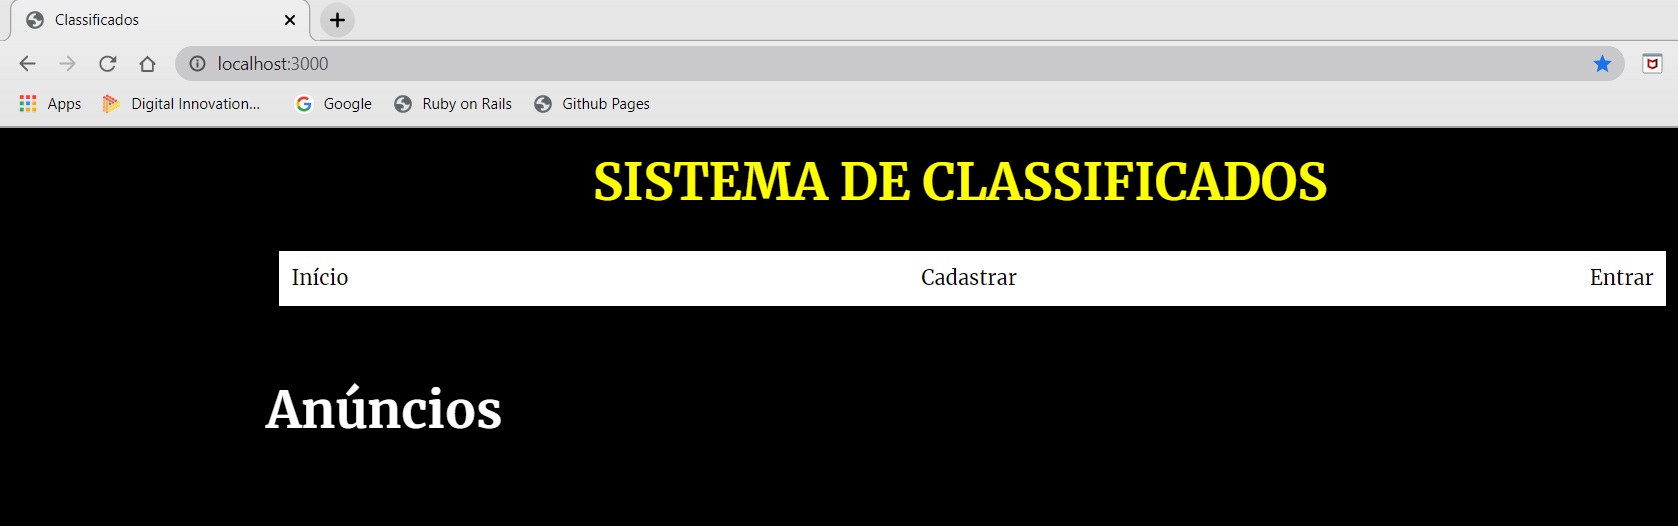 Classificados
localhost:3000
Apps Digital Innovation... Google Ruby on Rails Github Pages
SISTEMA DE CLASSIFICADOS
Início Cadastrar Entrar
Anúncios